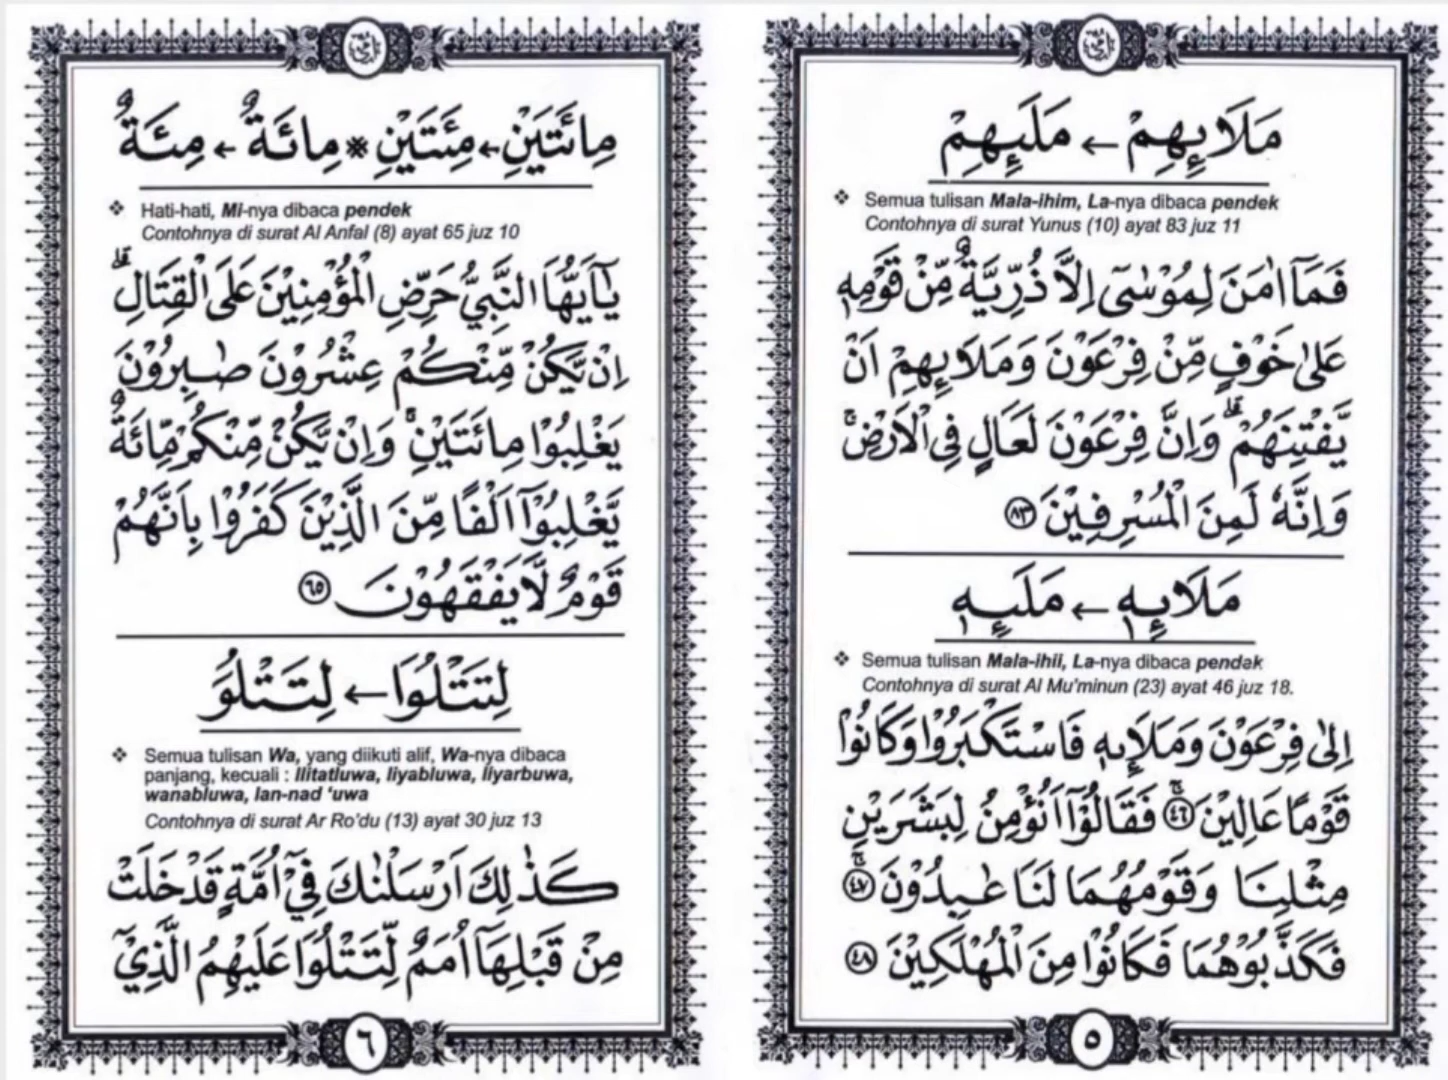 مَلَا۟ئِهِمْ ← مَلَئِهِمْ
❖ Semua tulisan Mala-ihim, La-nya dibaca pendek
Contohnya di surat Yunus (10) ayat 83 juz 11
فَمَآ اٰمَنَ لِمُوْسٰٓى اِلَّا ذُرِّيَّةٌ مِّنْ قَوْمِهٖ
عَلٰى خَوْفٍ مِّنْ فِرْعَوْنَ وَمَلَا۟ىِٕهِمْ اَنْ
يَّفْتِنَهُمْۗ وَاِنَّ فِرْعَوْنَ لَعَالٍ فِى الْاَرْضِۚ
وَاِنَّهٗ لَمِنَ الْمُسْرِفِيْنَ ٨٣
مَلَا۟ئِهٖ ← مَلَئِهٖ
❖ Semua tulisan Mala-ihii, La-nya dibaca pendek
Contohnya di surat Al Mu'minun (23) ayat 46 juz 18.
اِلٰى فِرْعَوْنَ وَمَلَا۟ىِٕهٖ فَاسْتَكْبَرُوْا وَكَانُوْا
قَوْمًا عَالِيْنَۚ ٤٦ فَقَالُوْٓا اَنُؤْمِنُ لِبَشَرَيْنِ
مِثْلِنَا وَقَوْمُهُمَا لَنَا عٰبِدُوْنَۚ ٤٧
فَكَذَّبُوْهُمَا فَكَانُوْا مِنَ الْمُهْلَكِيْنَ ٤٨
٥
مِائَتَيْنِ ← مِئَتَيْنِ * مِائَةٌ ← مِئَةٌ
❖ Hati-hati, Mi-nya dibaca pendek
Contohnya di surat Al Anfal (8) ayat 65 juz 10
يٰٓاَيُّهَا النَّبِيُّ حَرِّضِ الْمُؤْمِنِيْنَ عَلَى الْقِتَالِۗ
اِنْ يَّكُنْ مِّنْكُمْ عِشْرُوْنَ صٰبِرُوْنَ
يَغْلِبُوْا مِائَتَيْنِۚ وَاِنْ يَّكُنْ مِّنْكُمْ مِّائَةٌ
يَّغْلِبُوْٓا اَلْفًا مِّنَ الَّذِيْنَ كَفَرُوْا بِاَنَّهُمْ
قَوْمٌ لَّا يَفْقَهُوْنَ ٦٥
لِتَتْلُوَا ← لِتَتْلُوَ
❖ Semua tulisan Wa, yang diikuti alif, Wa-nya dibaca
panjang, kecuali : llitatluwa, liyabluwa, liyarbuwa,
wanabluwa, lan-nad 'uwa
Contohnya di surat Ar Ro'du (13) ayat 30 juz 13
كَذٰلِكَ اَرْسَلْنٰكَ فِيْٓ اُمَّةٍ قَدْ خَلَتْ
مِنْ قَبْلِهَآ اُمَمٌ لِّتَتْلُوَا۟ عَلَيْهِمُ الَّذِيْٓ
٦